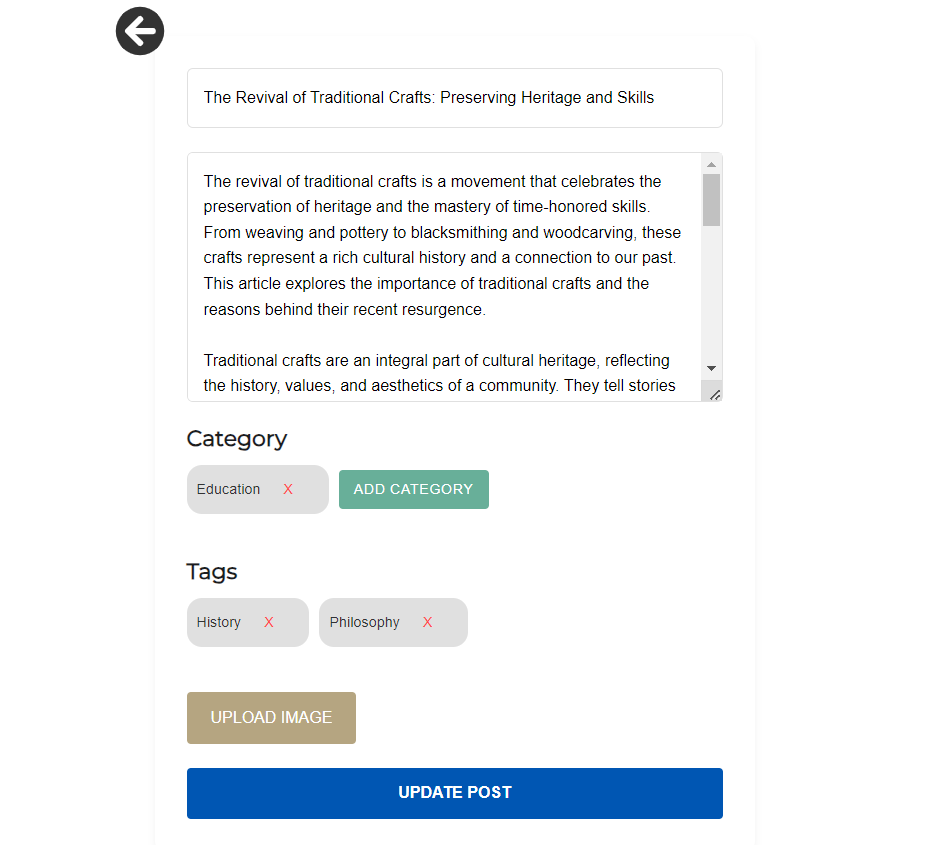 The Revival of Traditional Crafts: Preserving Heritage and Skills
The revival of traditional crafts is a movement that celebrates the
preservation of heritage and the mastery of time-honored skills.
From weaving and pottery to blacksmithing and woodcarving, these
crafts represent a rich cultural history and a connection to our past.
This article explores the importance of traditional crafts and the
reasons behind their recent resurgence.
Traditional crafts are an integral part of cultural heritage, reflecting
the history, values, and aesthetics of a community. They tell stories
Category
Education X ADD CATEGORY
Tags
History X Philosophy X
UPLOAD IMAGE
UPDATE POST